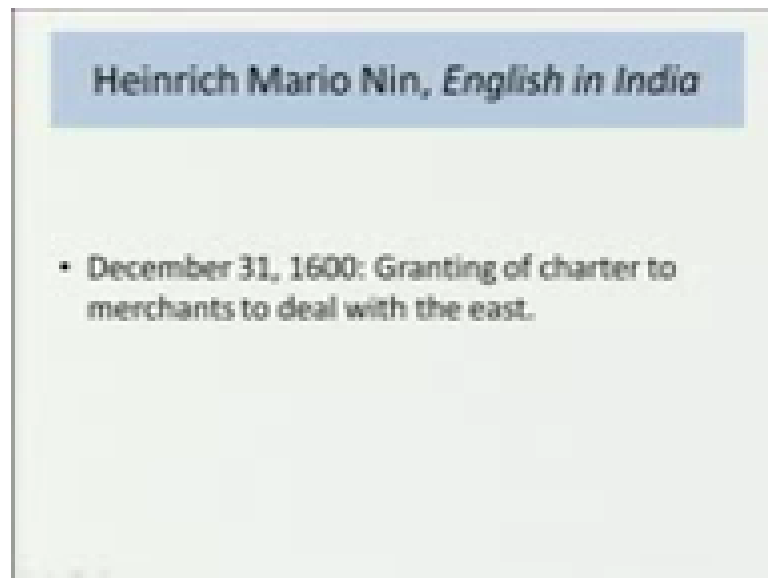 Heinrich Mario Nin, English in India
• December 31, 1600: Granting of charter to
merchants to deal with the east.